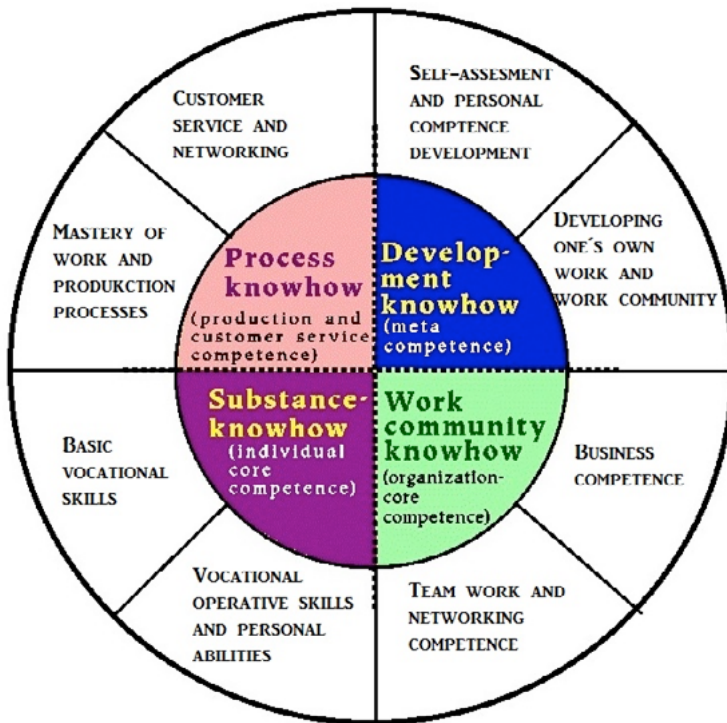 CUSTOMER
SERVICE AND
NETWORKING
SELF-ASSESMENT
AND PERSONAL
COMPTENCE
DEVELOPMENT
MASTERY OF
WORK AND
PRODUKCTION
PROCESSES
DEVELOPING
ONE´S OWN
WORK AND
WORK COMMUNITY
Process
knowhow
(production and
customer service
competence)
Develop-
ment
knowhow
(meta
competence)
Substance-
knowhow
(individual
core
competence)
Work
community
knowhow
(organization-
core
competence)
BASIC
VOCATIONAL
SKILLS
BUSINESS
COMPETENCE
VOCATIONAL
OPERATIVE SKILLS
AND PERSONAL
ABILITIES
TEAM WORK AND
NETWORKING
COMPETENCE